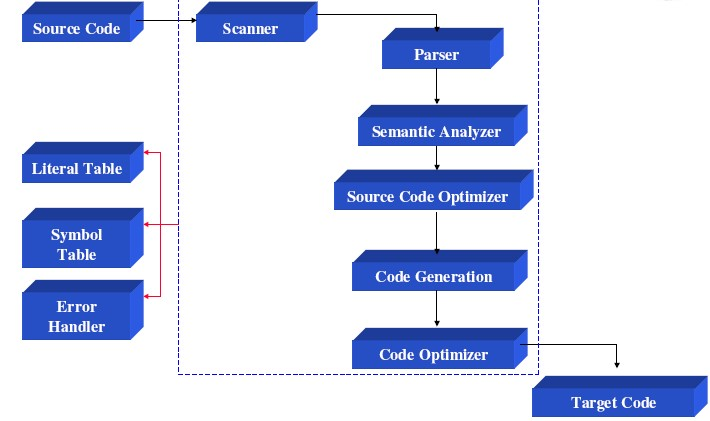 Source Code
Scanner
Parser
Semantic Analyzer
Literal Table
Source Code Optimizer
Symbol
Table
Code Generation
Error
Handler
Code Optimizer
Target Code